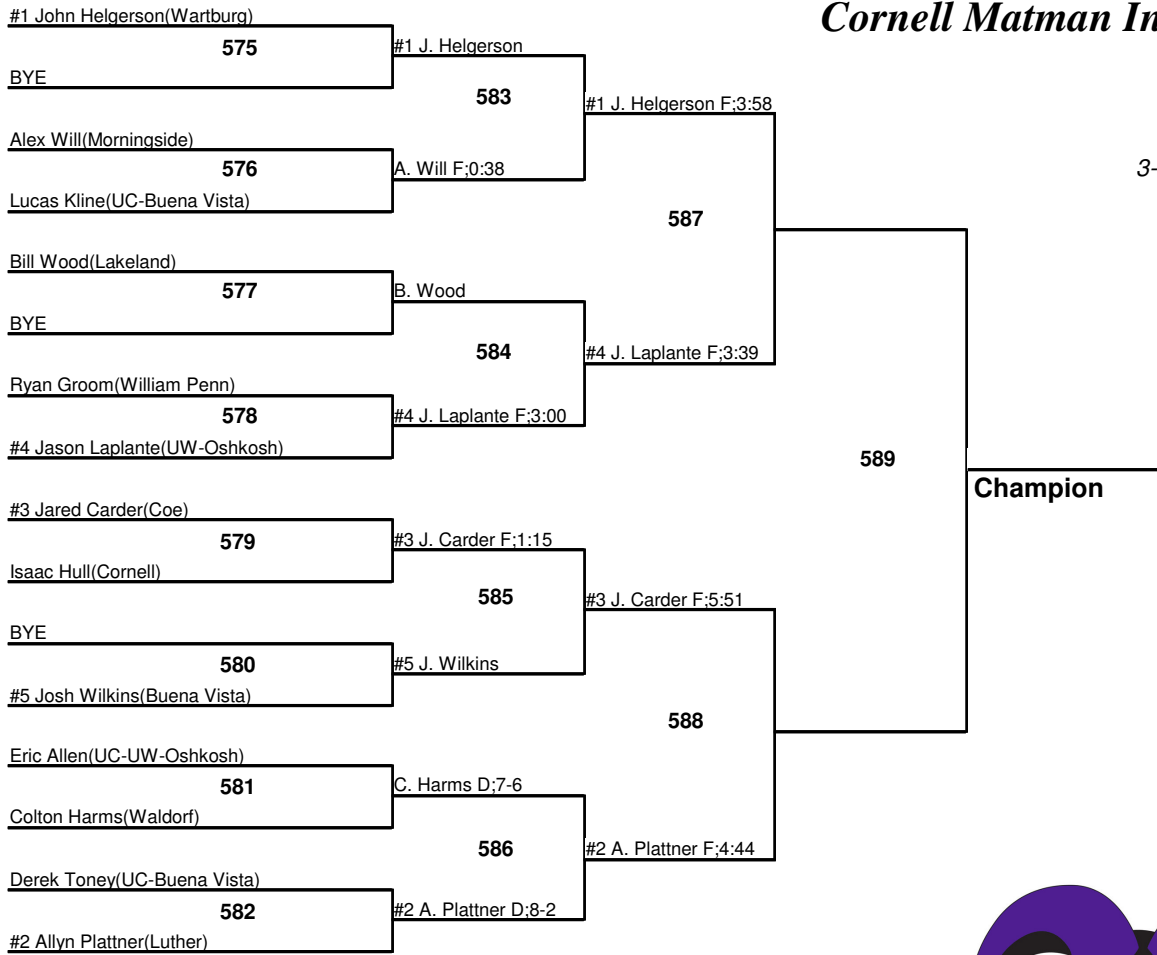 #1 John Helgerson(Wartburg)
Cornell Matman In
575
#1 J. Helgerson
BYE
583
#1 J. Helgerson F;3:58
Alex Will(Morningside)
576
A. Will F;0:38
3-
Lucas Kline(UC-Buena Vista)
587
Bill Wood(Lakeland)
577
B. Wood
BYE
584
#4 J. Laplante F;3:39
Ryan Groom(William Penn)
578
#4 J. Laplante F;3:00
#4 Jason Laplante(UW-Oshkosh)
589
Champion
#3 Jared Carder(Coe)
579
#3 J. Carder F;1:15
Isaac Hull(Cornell)
585
#3 J. Carder F;5:51
BYE
580
#5 J. Wilkins
#5 Josh Wilkins(Buena Vista)
588
Eric Allen(UC-UW-Oshkosh)
581
C. Harms D;7-6
Colton Harms(Waldorf)
586
#2 A. Plattner F;4:44
Derek Toney(UC-Buena Vista)
582
#2 A. Plattner D;8-2
#2 Allyn Plattner(Luther)